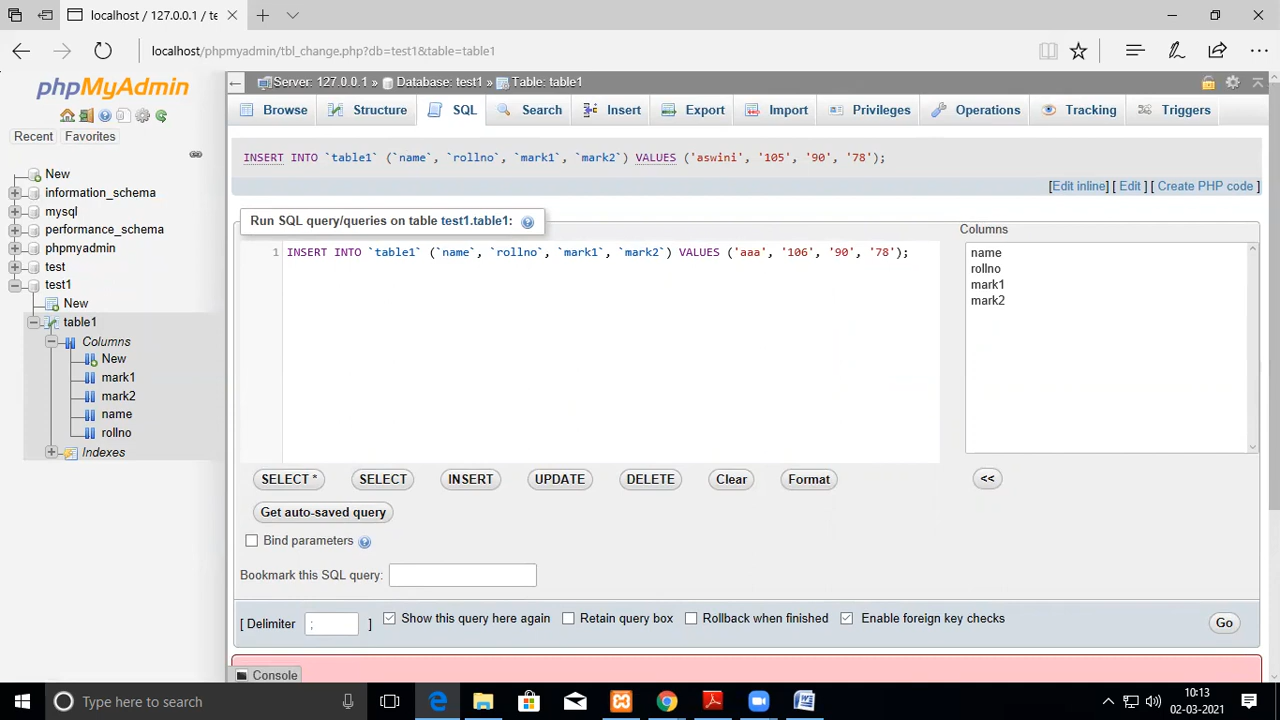 localhost / 127.0.0.1 / te
localhost/phpmyadmin/tbl_change.php?db=test1&table=table1
phpMyAdmin
Recent Favorites
New
information_schema
mysql
performance_schema
phpmyadmin
test
test1
New
table1
Columns
New
mark1
mark2
name
rollno
Indexes
Server: 127.0.0.1 » Database: test1 » Table: table1
Browse Structure SQL Search Insert Export Import Privileges Operations Tracking Triggers
INSERT INTO `table1` (`name`, `rollno`, `mark1`, `mark2`) VALUES ('aswini', '105', '90', '78');
[Edit inline] [ Edit ] [ Create PHP code ]
Run SQL query/queries on table test1.table1:
Columns
1 INSERT INTO `table1` (`name`, `rollno`, `mark1`, `mark2`) VALUES ('aaa', '106', '90', '78');
name
rollno
mark1
mark2
SELECT * SELECT INSERT UPDATE DELETE Clear Format <<
Get auto-saved query
Bind parameters
Bookmark this SQL query:
[ Delimiter ; ] Show this query here again Retain query box Rollback when finished Enable foreign key checks Go
Console
Type here to search
10:13
02-03-2021